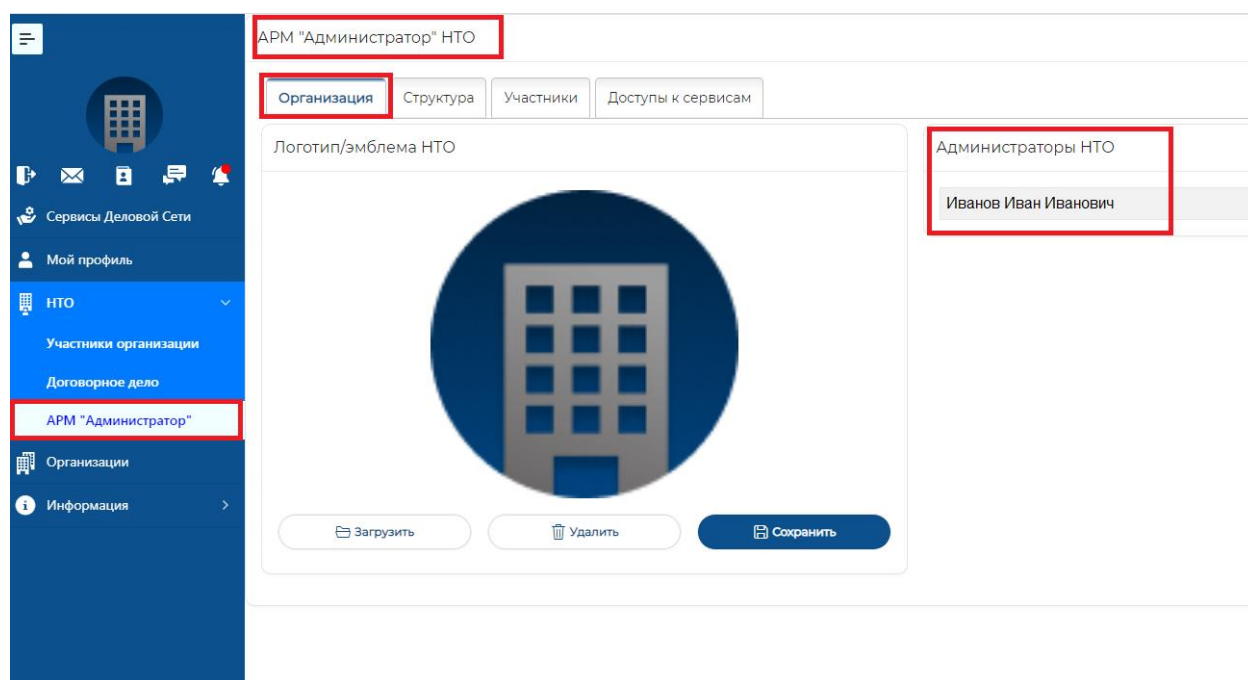 АРМ "Администратор" НТО
Организация Структура Участники Доступы к сервисам
Логотип/эмблема НТО
Администраторы НТО
Иванов Иван Иванович
Сервисы Деловой Сети
Мой профиль
НТО
Участники организации
Договорное дело
АРМ "Администратор"
Организации
Информация
Загрузить Удалить Сохранить